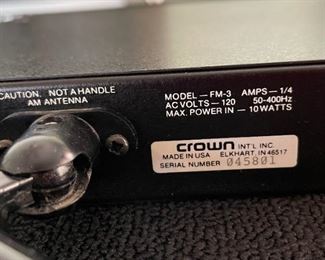 CAUTION. NOT A HANDLE
AM ANTENNA
MODEL — FM-3 AMPS — 1/4
AC VOLTS — 120 50-400Hz
MAX. POWER IN — 10 WATTS
crown INT'L INC.
MADE IN USA ELKHART, IN 46517
SERIAL NUMBER 045801